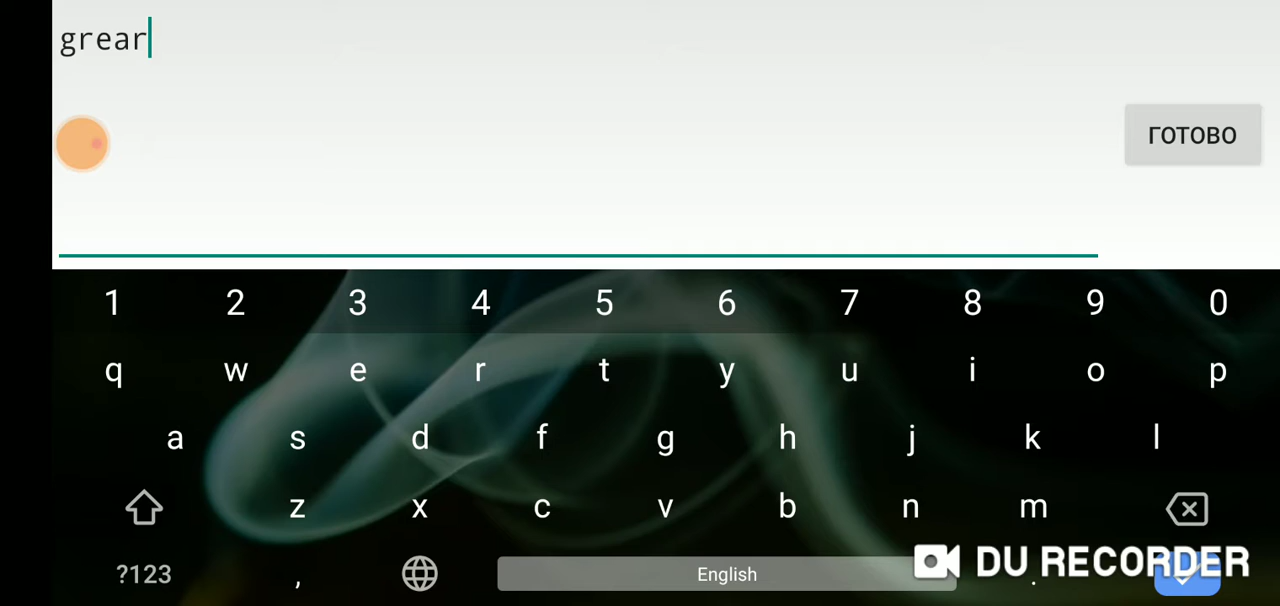 grear
ГОТОВО
1 2 3 4 5 6 7 8 9 0
q w e r t y u i o p
a s d f g h j k l
z x c v b n m
?123 , English .
DU RECORDER